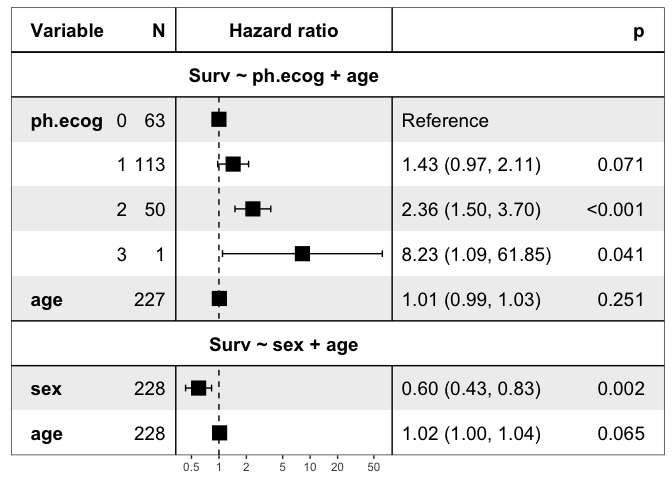 Variable N Hazard ratio p
Surv ~ ph.ecog + age
ph.ecog 0 63 Reference
1 113 1.43 (0.97, 2.11) 0.071
2 50 2.36 (1.50, 3.70) <0.001
3 1 8.23 (1.09, 61.85) 0.041
age 227 1.01 (0.99, 1.03) 0.251
Surv ~ sex + age
sex 228 0.60 (0.43, 0.83) 0.002
age 228 1.02 (1.00, 1.04) 0.065
0.5 1 2 5 10 20 50